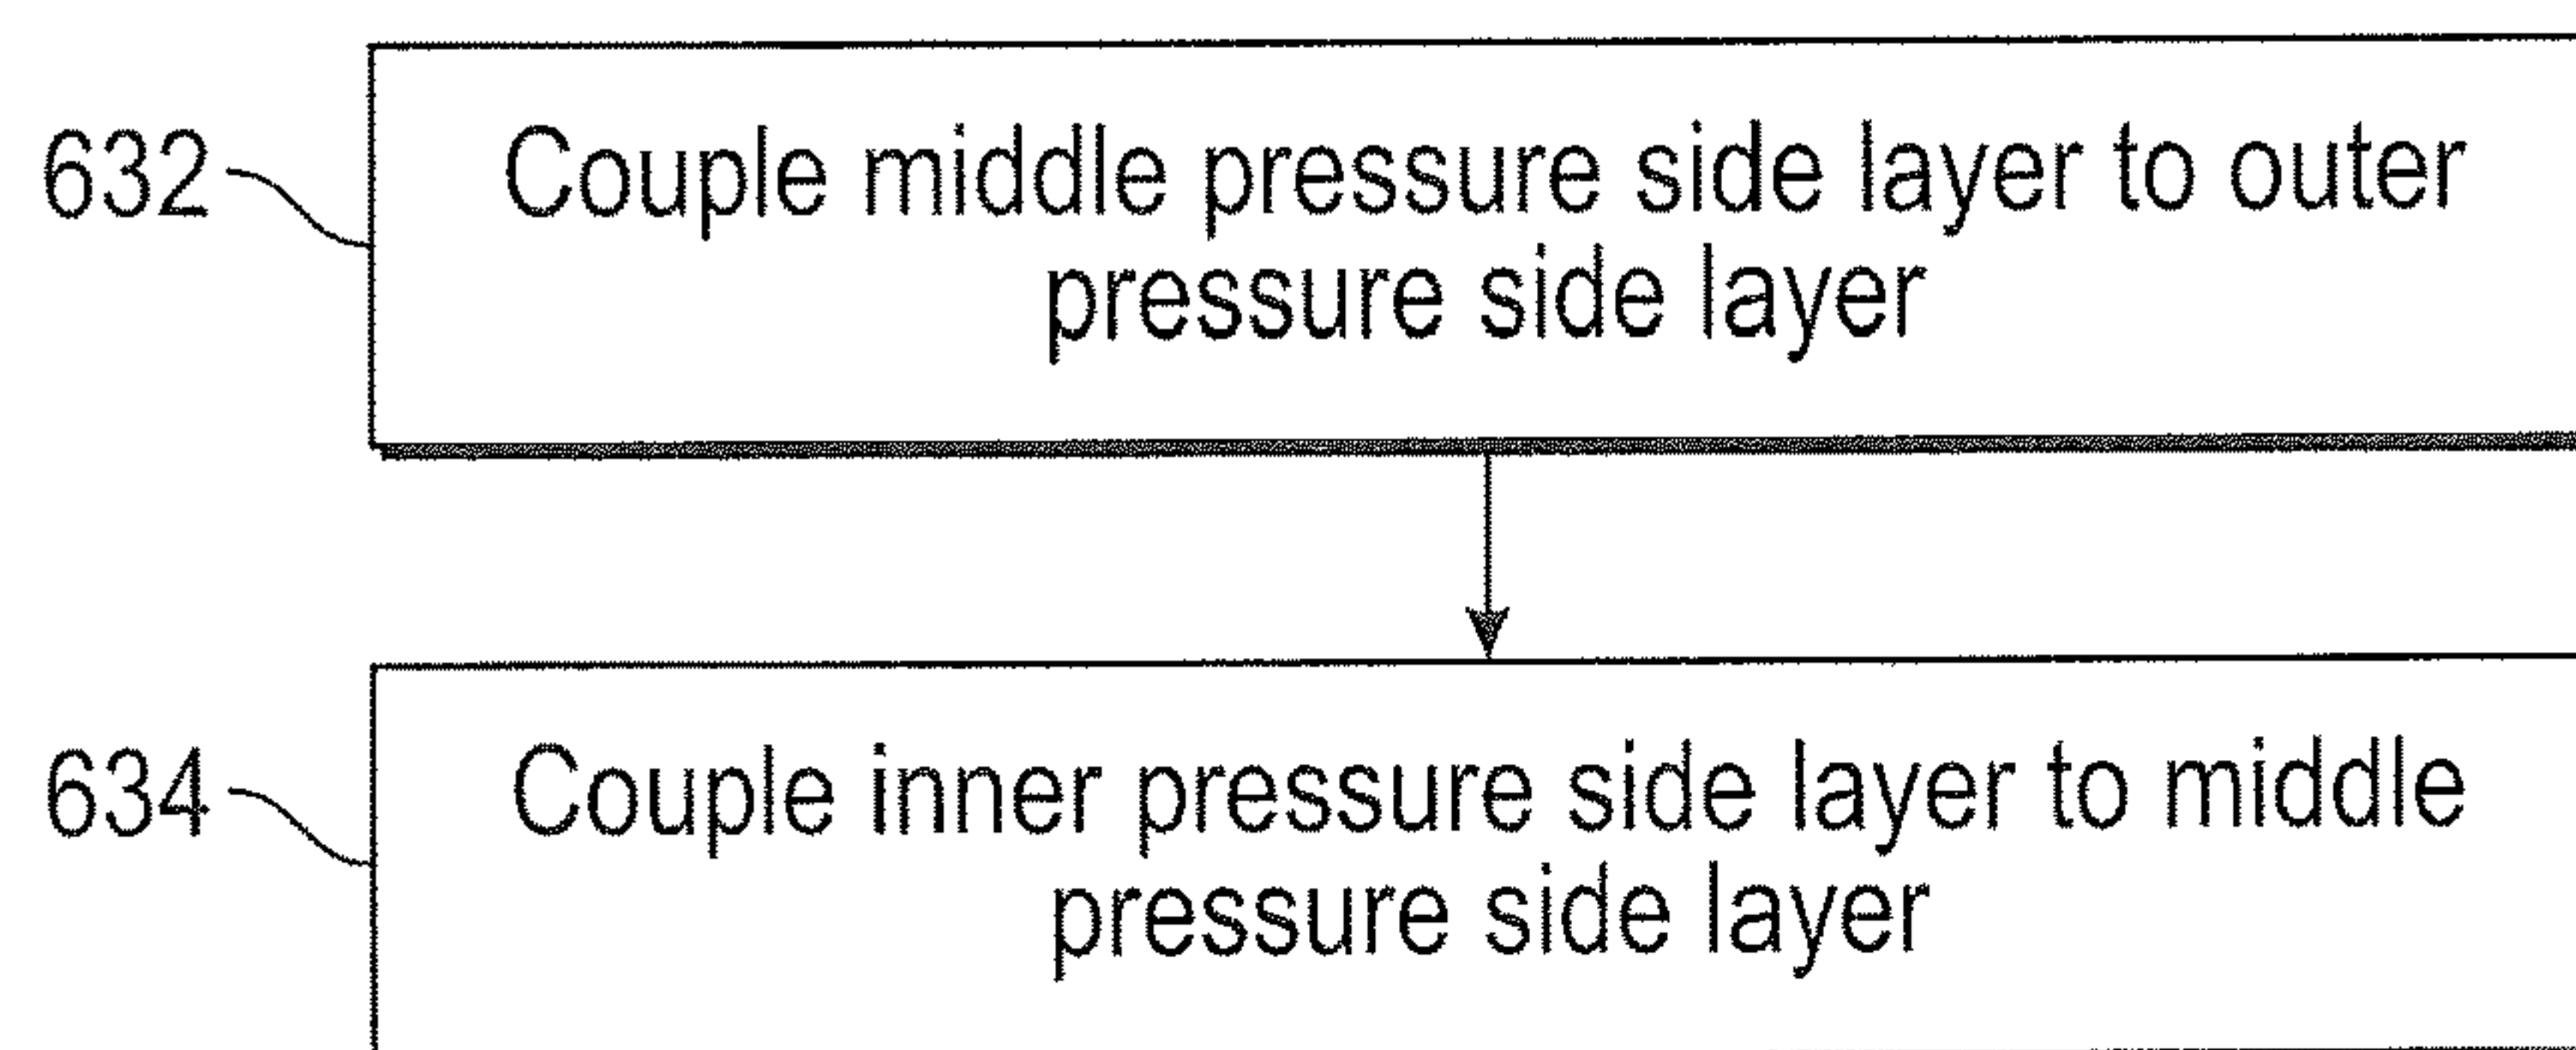 632
Couple middle pressure side layer to outer
pressure side layer
634
Couple inner pressure side layer to middle
pressure side layer